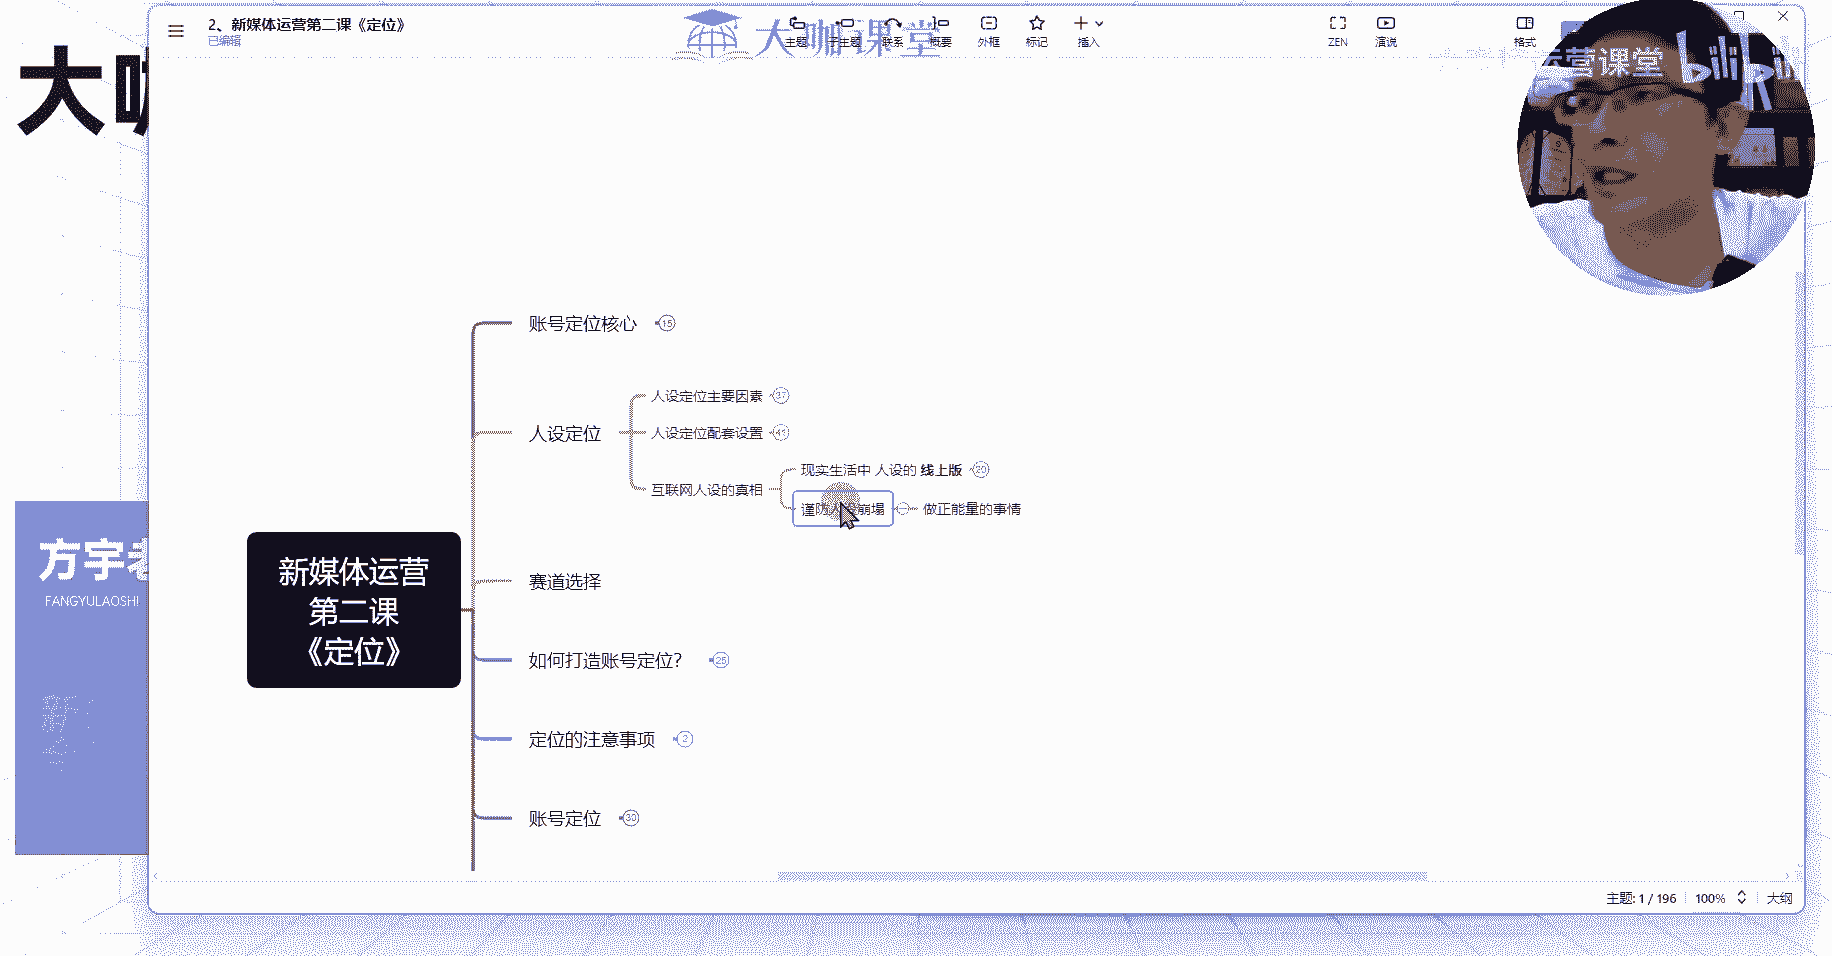 2、新媒体运营第二课《定位》
已编辑
大咖课堂
主题
子主题
联系
概要
外框
标记
插入
ZEN
演说
格式
运营课堂
bilibili
大咖
账号定位核心 15
人设定位主要因素 37
人设定位
人设定位配套设置 41
现实生活中 人设的 线上版 20
互联网人设的真相
谨防人设崩塌
做正能量的事情
新媒体运营
第二课
《定位》
赛道选择
如何打造账号定位？ 25
定位的注意事项 2
账号定位 30
方宇老
FANGYULAOSHI
主题: 1 / 196
100%
大纲